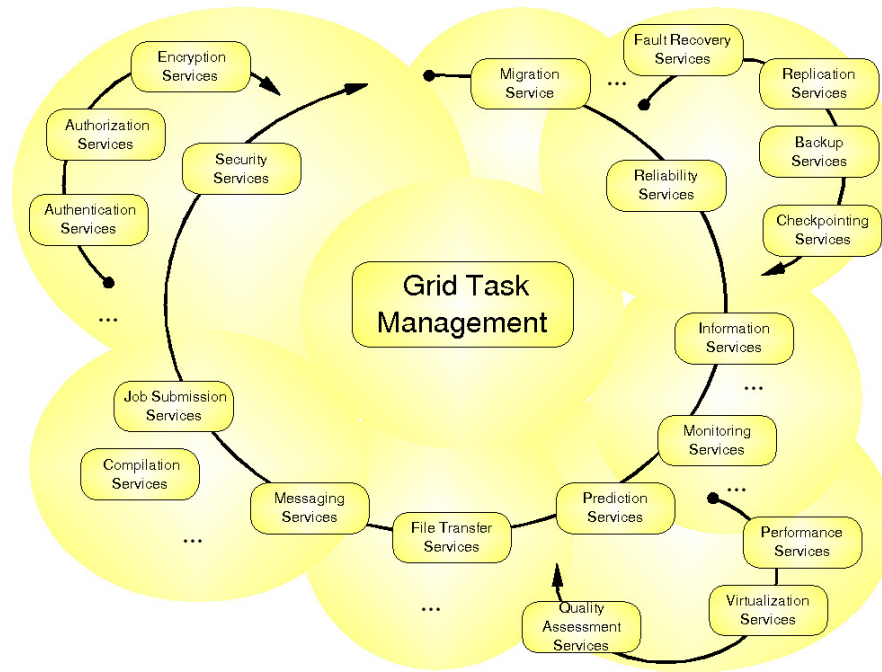 Encryption
Services
Authorization
Services
Authentication
Services
...
Security
Services
Migration
Service
...
Fault Recovery
Services
Replication
Services
Backup
Services
Checkpointing
Services
Reliability
Services
Grid Task
Management
Information
Services
...
Monitoring
Services
...
Job Submission
Services
Compilation
Services
...
Messaging
Services
File Transfer
Services
...
Prediction
Services
Performance
Services
Virtualization
Services
Quality
Assessment
Services